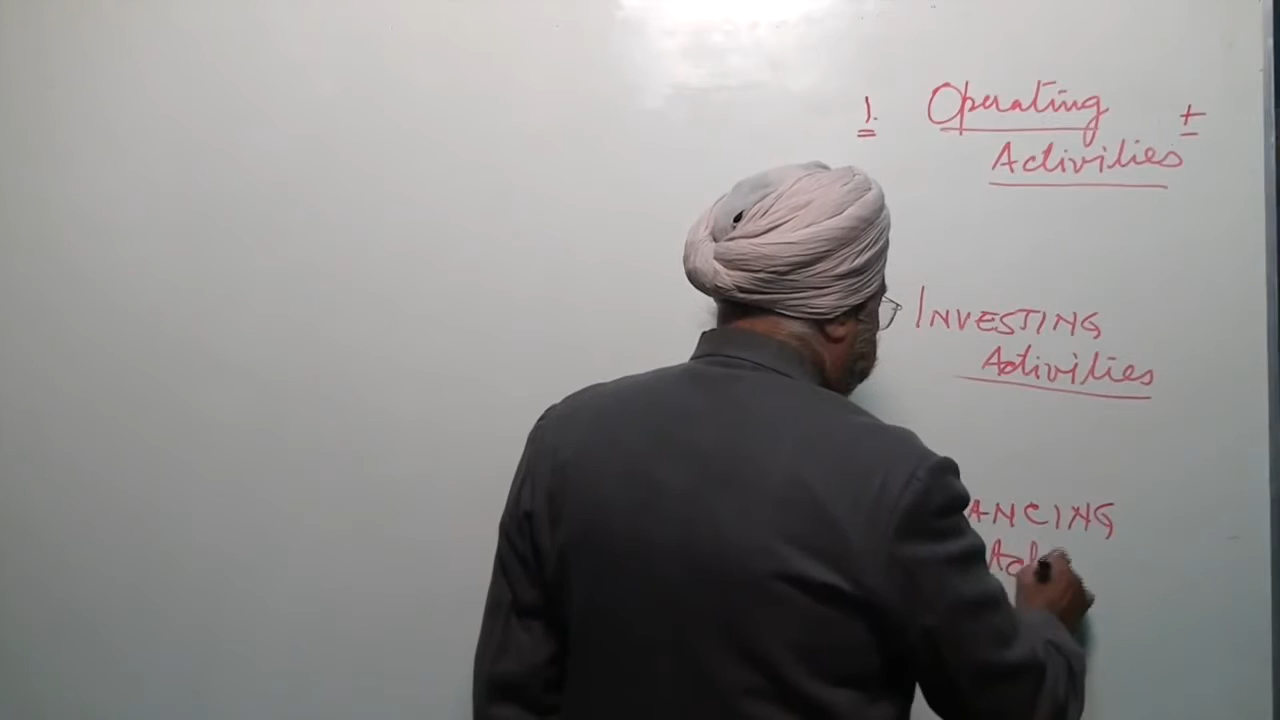 1. Operating +
Activities
INVESTING
Activities
ANCING